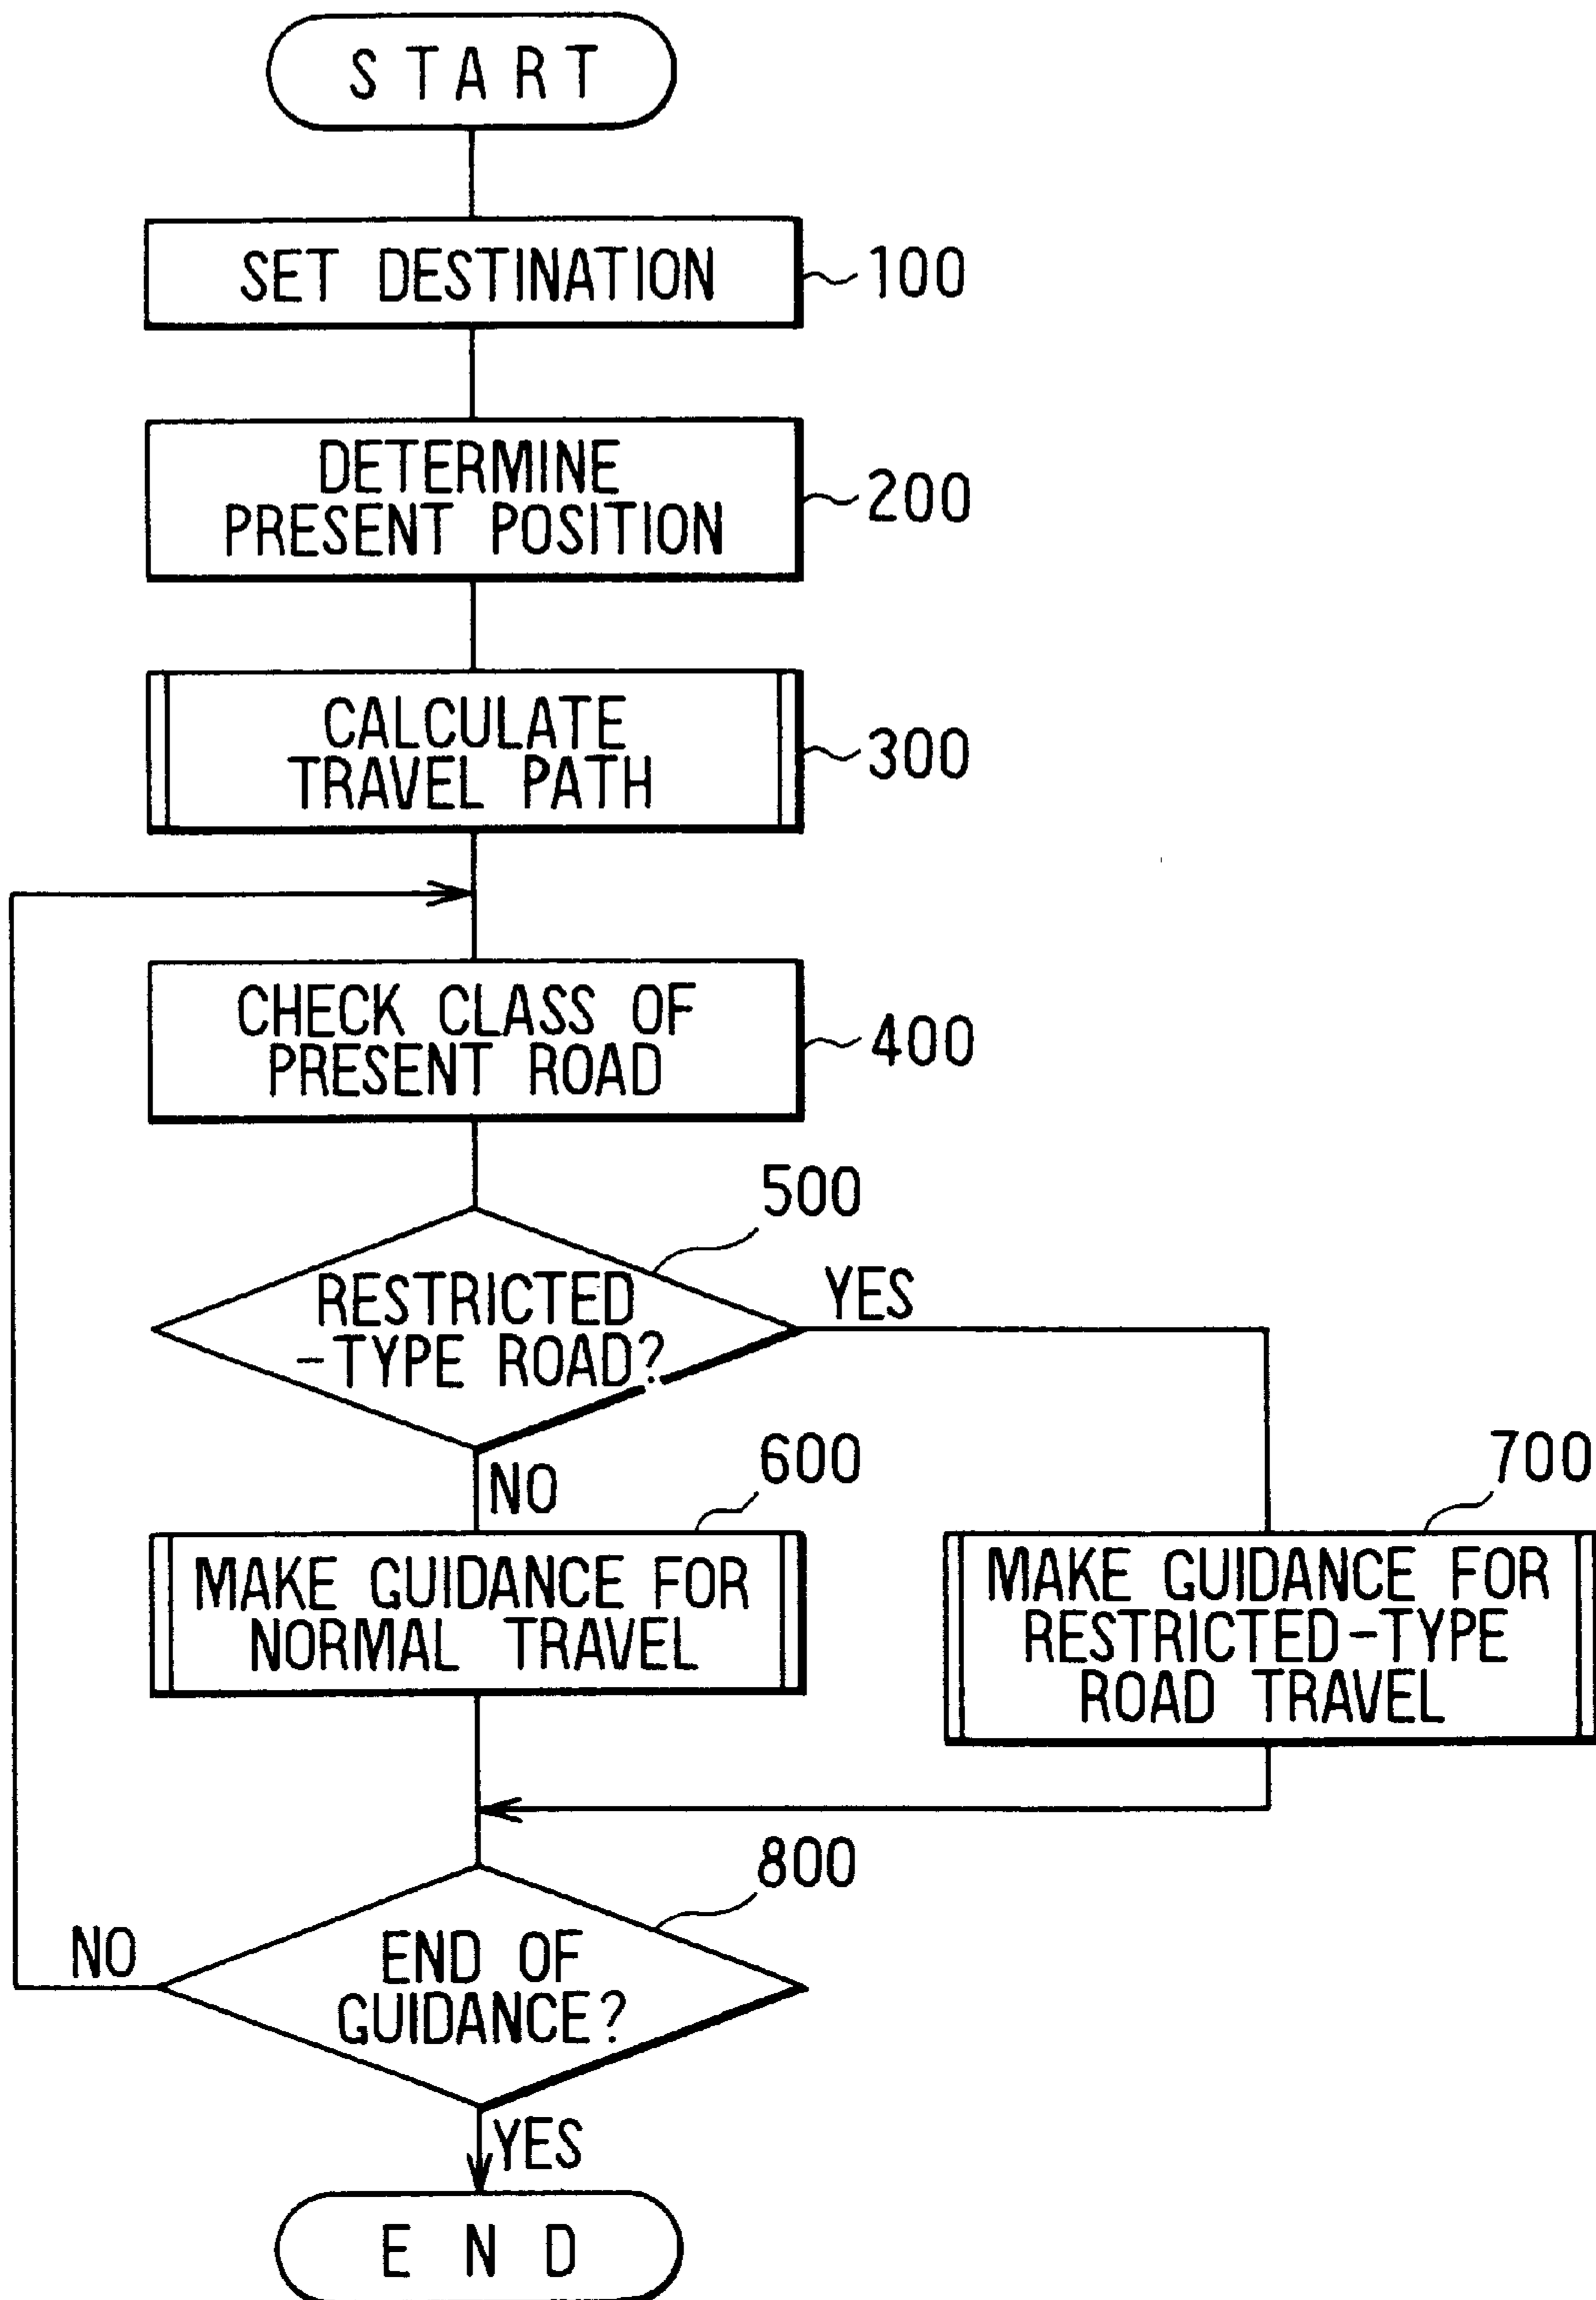 START
SET DESTINATION
100
DETERMINE
PRESENT POSITION
200
CALCULATE
TRAVEL PATH
300
CHECK CLASS OF
PRESENT ROAD
400
500
RESTRICTED
-TYPE ROAD?
YES
NO
600
MAKE GUIDANCE FOR
NORMAL TRAVEL
700
MAKE GUIDANCE FOR
RESTRICTED-TYPE
ROAD TRAVEL
800
END OF
GUIDANCE?
NO
YES
END